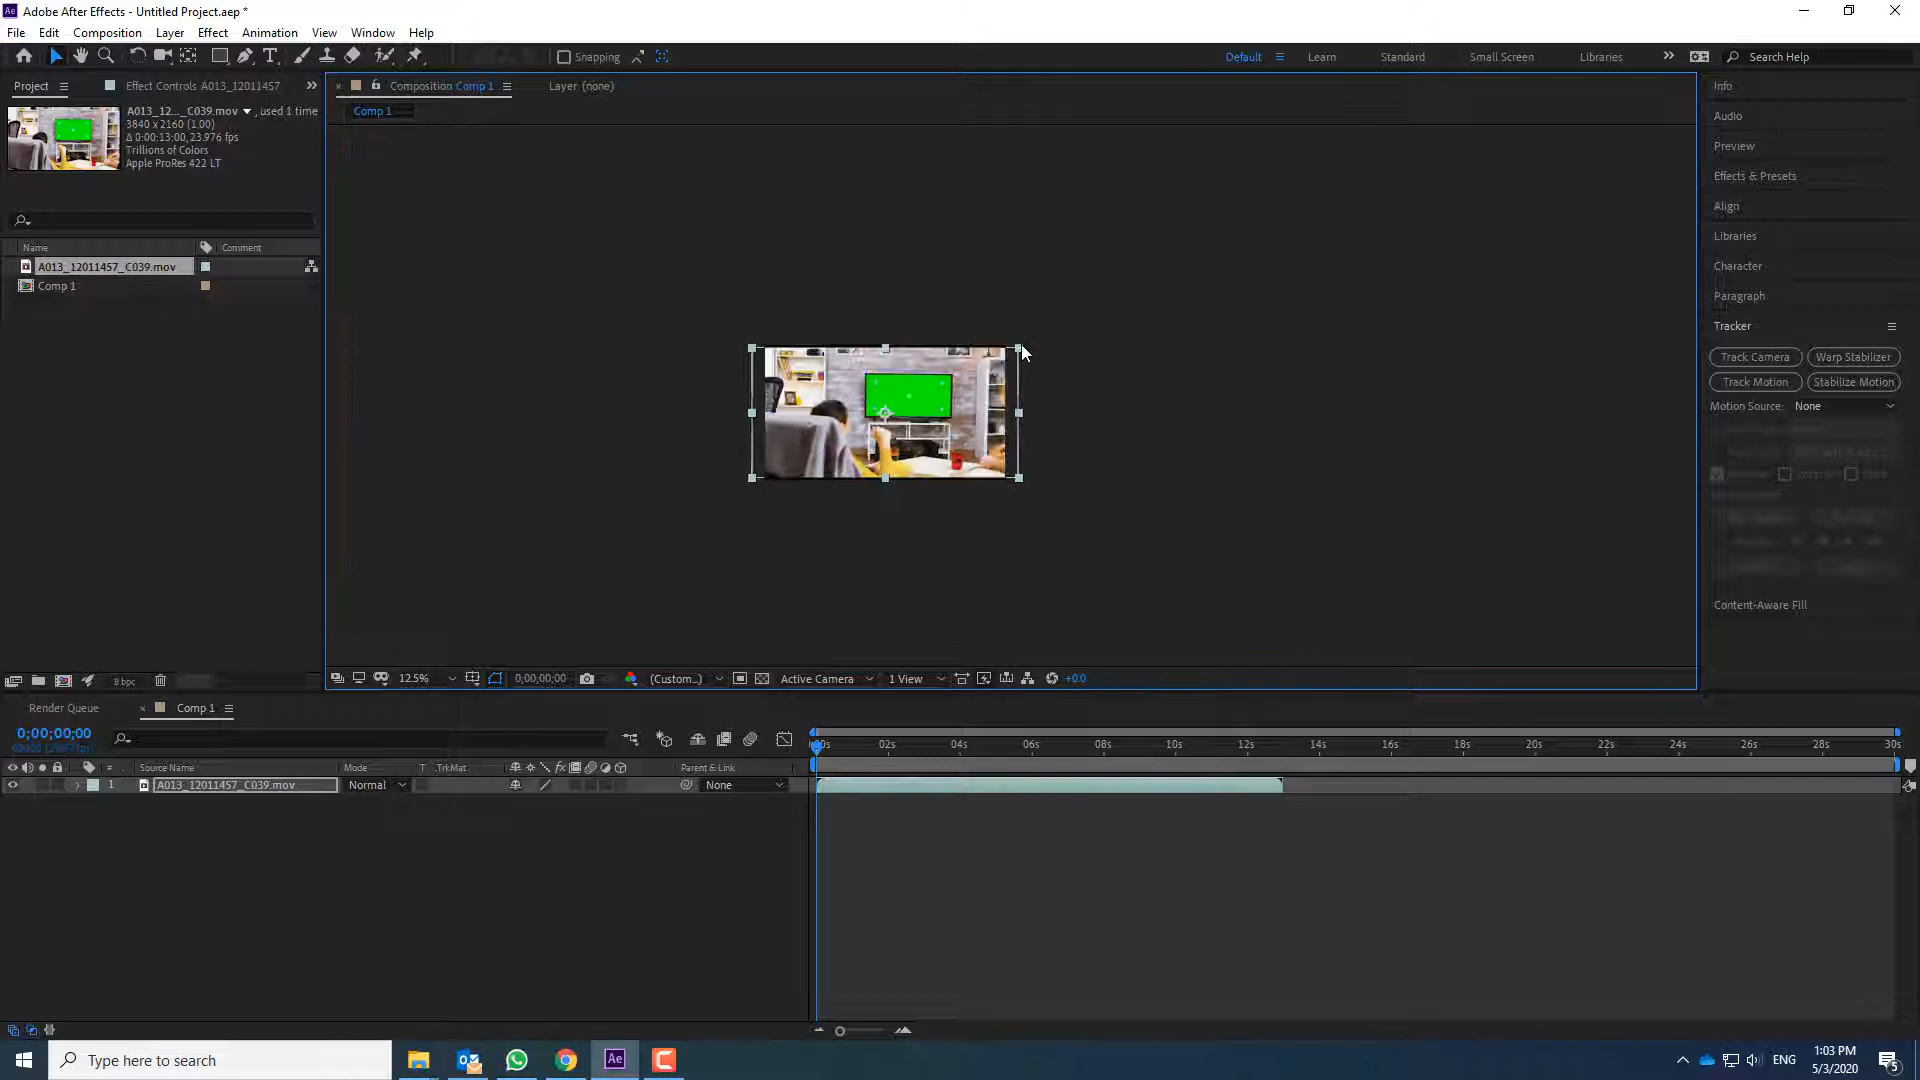 Adobe After Effects - Untitled Project.aep *
File Edit Composition Layer Effect Animation View Window Help
Snapping
Default
Learn
Standard
Small Screen
Libraries
Search Help
Project
Effect Controls A013_12011457
A013_12..._C039.mov
, used 1 time
3840 x 2160 (1.00)
Δ 0:00:13:00, 23.976 fps
Trillions of Colors
Apple ProRes 422 LT
Name
Comment
A013_12011457_C039.mov
Comp 1
8 bpc
Composition Comp 1
Layer (none)
Comp 1
12.5%
0;00;00;00
(Custom...)
Active Camera
1 View
+0.0
Info
Audio
Preview
Effects & Presets
Align
Libraries
Character
Paragraph
Tracker
Track Camera
Warp Stabilizer
Track Motion
Stabilize Motion
Motion Source: None
Content-Aware Fill
Render Queue
Comp 1
0;00;00;00
# Source Name Mode T .TrkMat fx Parent & Link
1 A013_12011457_C039.mov Normal None
02s 04s 06s 08s 10s 12s 14s 16s 18s 20s 22s 24s 26s 28s 30s
Type here to search
Ae
ENG
1:03 PM
5/3/2020
5